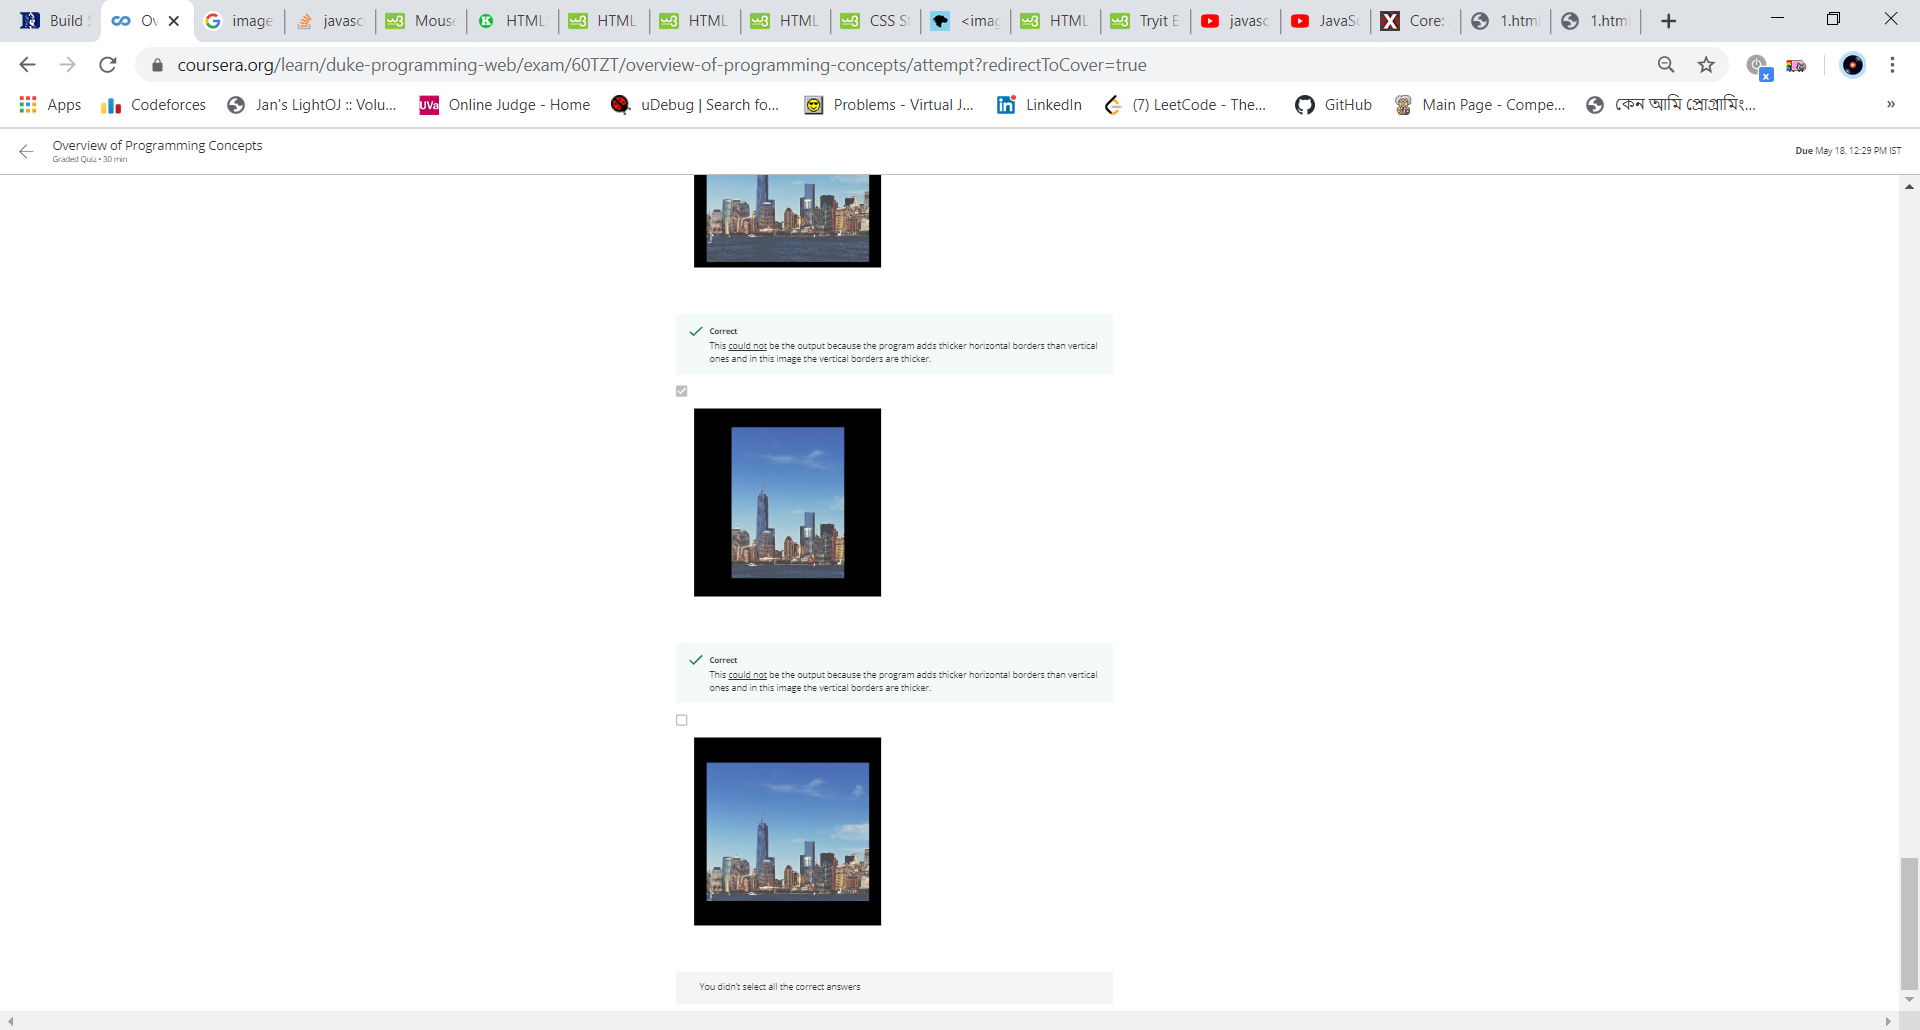 Build S
Ov
image
javasc
Mouse
HTML
HTML
HTML
HTML
CSS St
<imag
HTML
Tryit E
javasc
JavaSc
Core:
1.html
1.html
coursera.org/learn/duke-programming-web/exam/60TZT/overview-of-programming-concepts/attempt?redirectToCover=true
Apps
Codeforces
Jan's LightOJ :: Volu...
UVa Online Judge - Home
uDebug | Search fo...
Problems - Virtual J...
LinkedIn
(7) LeetCode - The...
GitHub
Main Page - Compe...
কেন আমি প্রোগ্রামিং...
»
Overview of Programming Concepts
Graded Quiz • 30 min
Due May 18, 12:29 PM IST
Correct
This could not be the output because the program adds thicker horizontal borders than vertical
ones and in this image the vertical borders are thicker.
Correct
This could not be the output because the program adds thicker horizontal borders than vertical
ones and in this image the vertical borders are thicker.
You didn't select all the correct answers